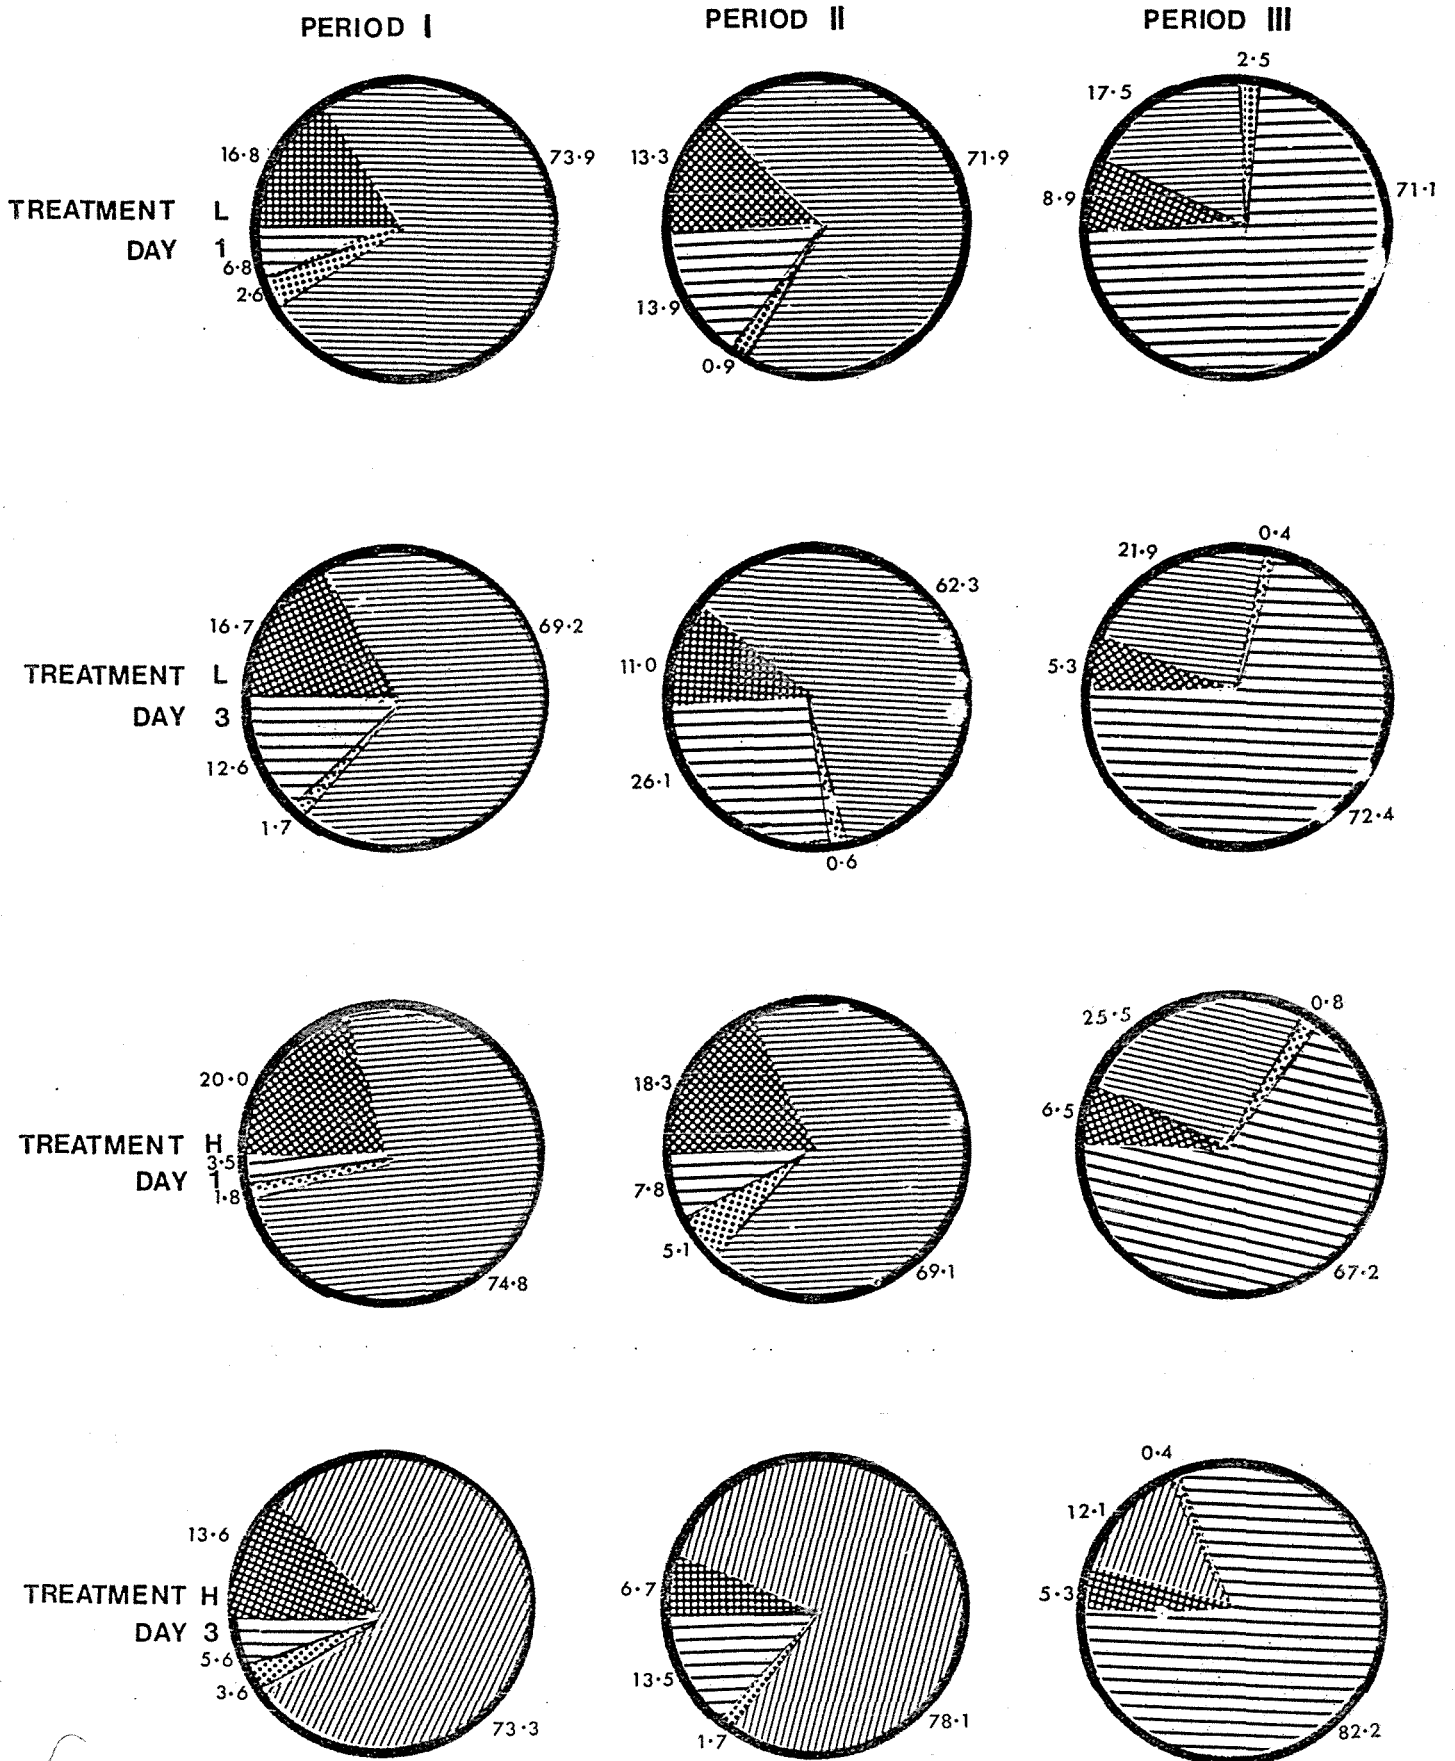 PERIOD I PERIOD II PERIOD III
2·5
17·5
16·8 73·9 13·3 71·9
8·9 71·1
TREATMENT L
DAY 1
6·8
2·6
13·9
0·9
0·4
21·9
62·3
16·7 69·2
11·0 5·3
TREATMENT L
DAY 3
12·6 26·1
1·7 72·4
0·6
0·8
25·5
20·0 18·3
6·5
TREATMENT H
3·5
DAY 1
1·8
7·8
5·1
74·8 69·1 67·2
0·4
12·1
13·6
6·7 5·3
TREATMENT H
DAY 3
5·6
3·6
13·5
73·3 1·7 78·1 82·2